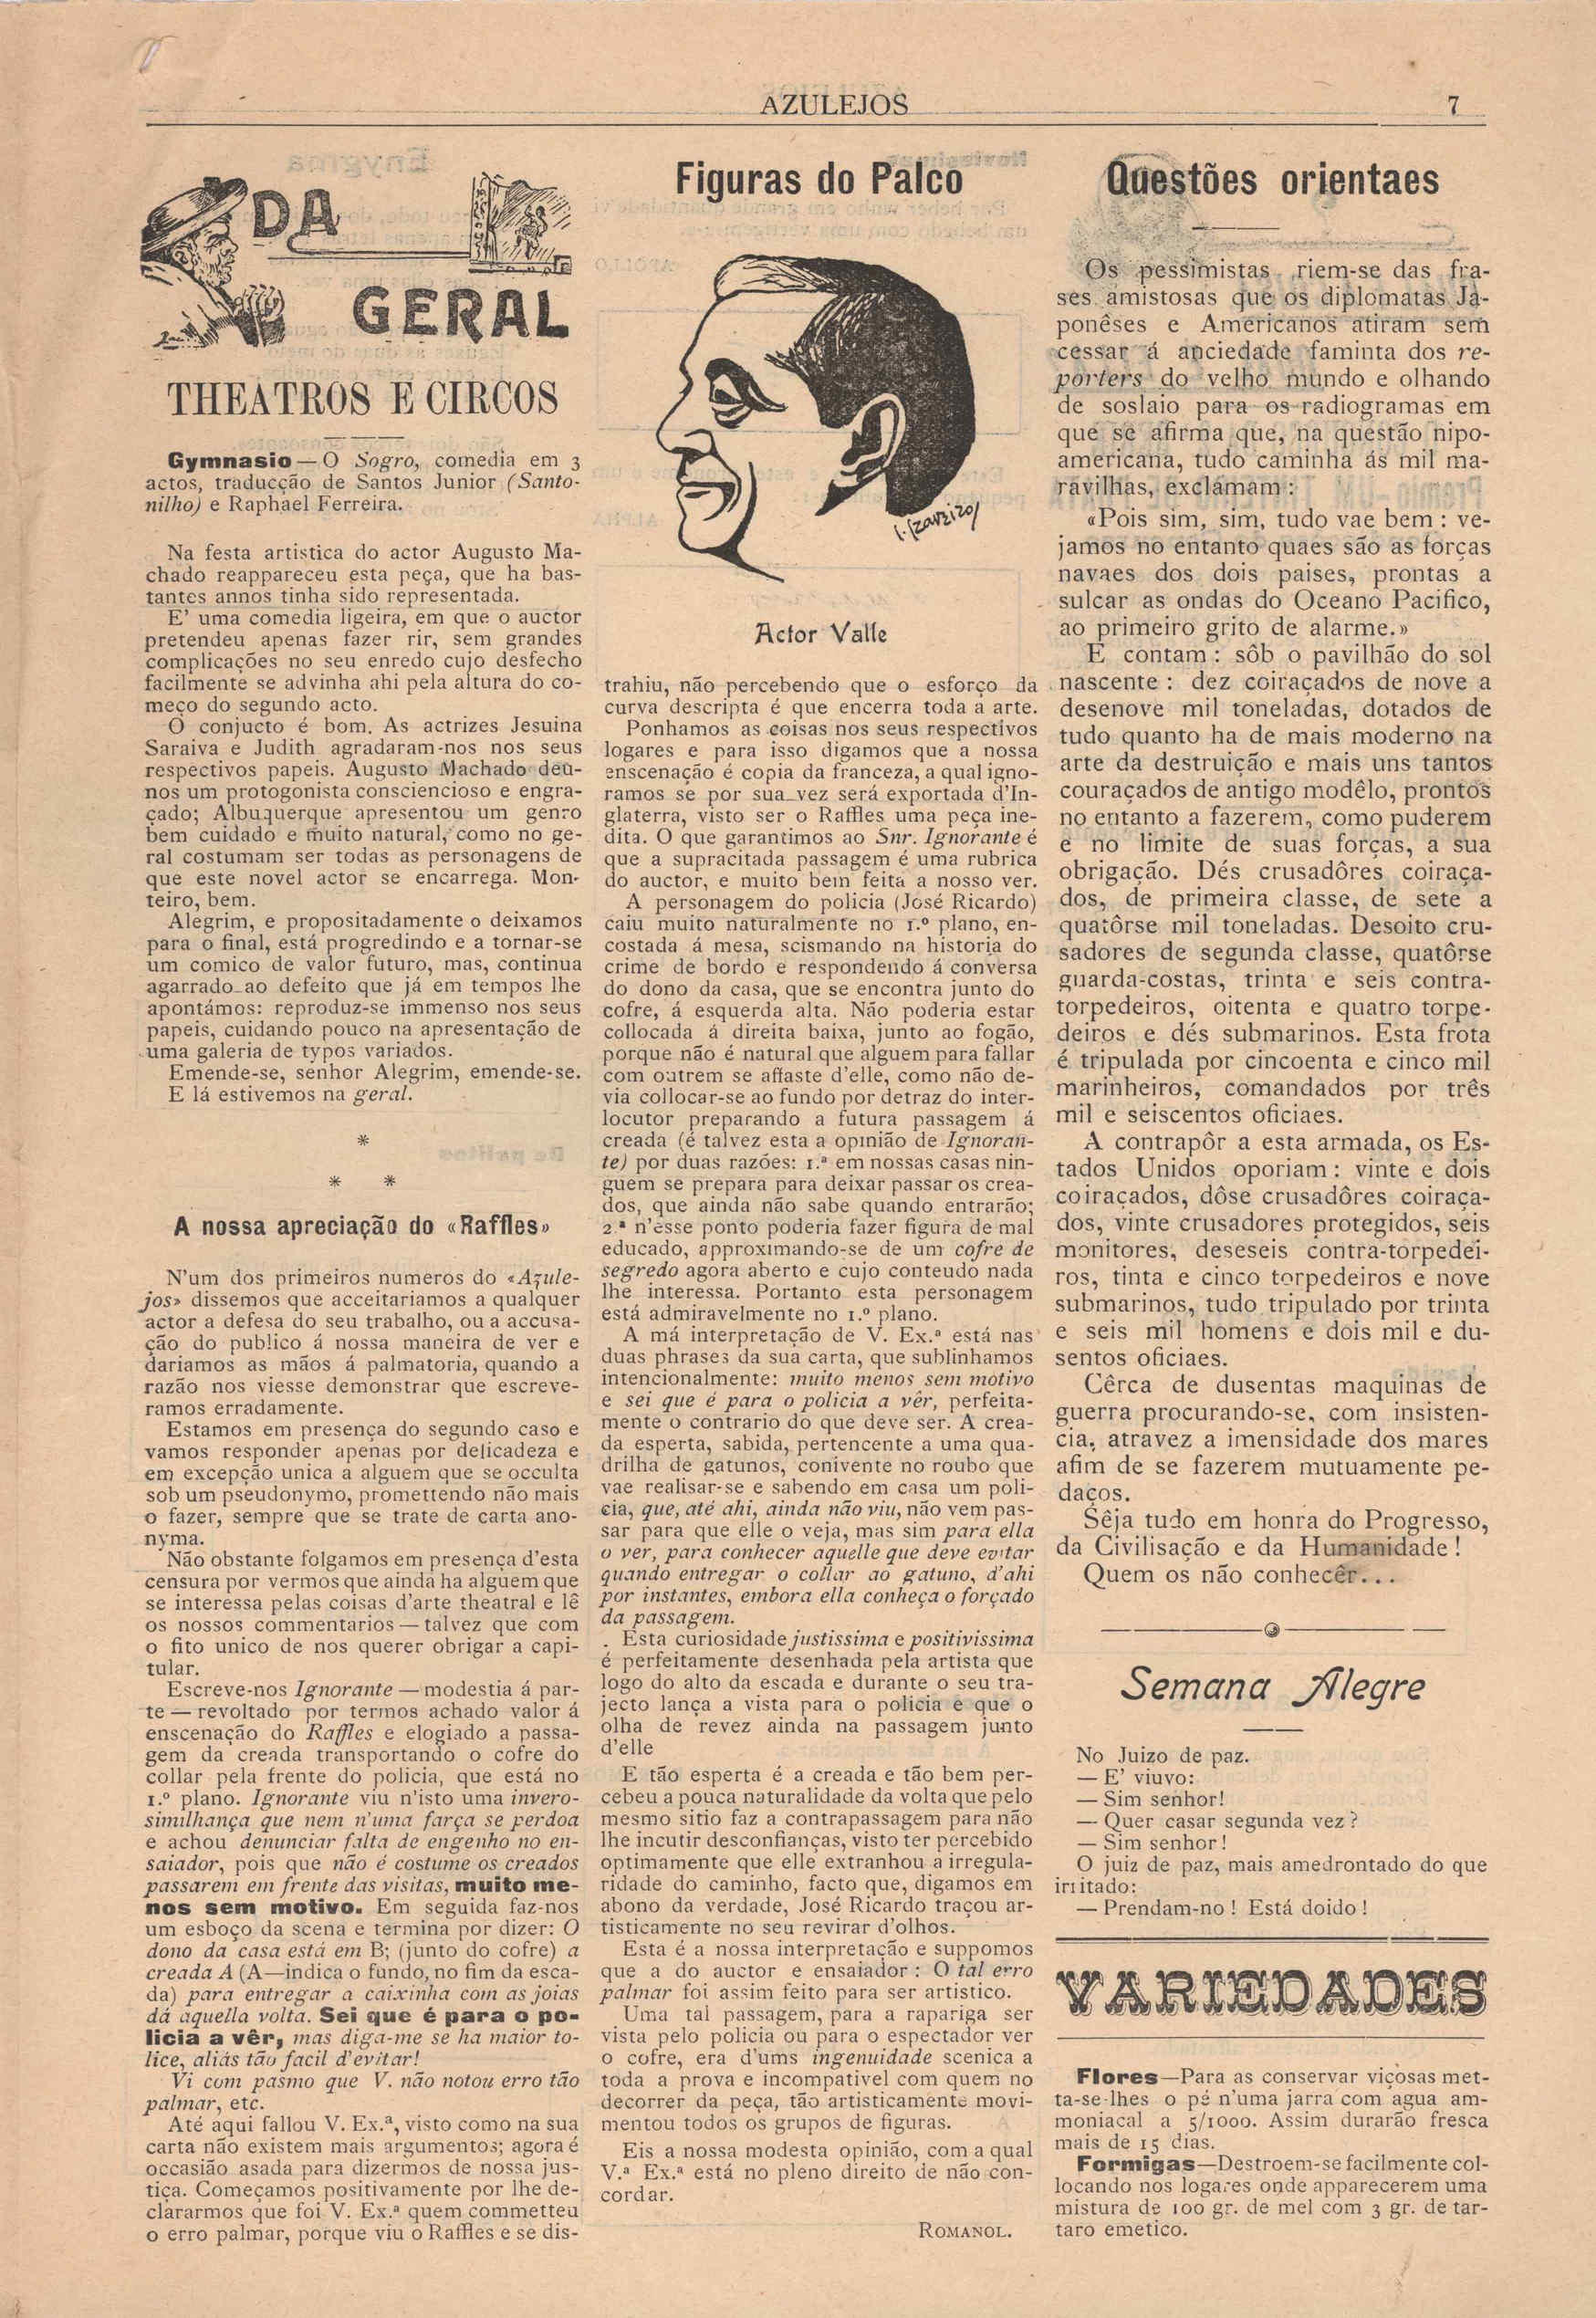 AZULEJOS
7
DA
GERAL
THEATROS E CIRCOS
Gymnasio — O Sogro, comedia em 3
actos, traducção de Santos Junior (Santo-
nilho) e Raphael Ferreira.
Na festa artistica do actor Augusto Ma-
chado reappareceu esta peça, que ha bas-
tantes annos tinha sido representada.
E' uma comedia ligeira, em que o auctor
pretendeu apenas fazer rir, sem grandes
complicações no seu enredo cujo desfecho
facilmente se advinha ahi pela altura do co-
meço do segundo acto.
O conjucto é bom. As actrizes Jesuina
Saraiva e Judith agradaram-nos nos seus
respectivos papeis. Augusto Machado deu-
nos um protogonista consciencioso e engra-
çado; Albuquerque apresentou um genro
bem cuidado e muito natural, como no ge-
ral costumam ser todas as personagens de
que este novel actor se encarrega. Mon-
teiro, bem.
Alegrim, e propositadamente o deixamos
para o final, está progredindo e a tornar-se
um comico de valor futuro, mas, continua
agarrado ao defeito que já em tempos lhe
apontámos: reproduz-se immenso nos seus
papeis, cuidando pouco na apresentação de
uma galeria de typos variados.
Emende-se, senhor Alegrim, emende-se.
E lá estivemos na geral.
*
* *
A nossa apreciação do «Raffles»
N'um dos primeiros numeros do «Azule-
jos» dissemos que acceitariamos a qualquer
actor a defesa do seu trabalho, ou a accusa-
ção do publico á nossa maneira de ver e
dariamos as mãos á palmatoria, quando a
razão nos viesse demonstrar que escreve-
ramos erradamente.
Estamos em presença do segundo caso e
vamos responder apenas por delicadeza e
em excepção unica a alguem que se occulta
sob um pseudonymo, promettendo não mais
o fazer, sempre que se trate de carta ano-
nyma.
Não obstante folgamos em presença d'esta
censura por vermos que ainda ha alguem que
se interessa pelas coisas d'arte theatral e lê
os nossos commentarios — talvez que com
o fito unico de nos querer obrigar a capi-
tular.
Escreve-nos Ignorante — modestia á par-
te — revoltado por termos achado valor á
enscenação do Raffles e elogiado a passa-
gem da creada transportando o cofre do
collar pela frente do policia, que está no
1.º plano. Ignorante viu n'isto uma invero-
similhança que nem n'uma farça se perdoa
e achou denunciar falta de engenho no en-
saiador, pois que não é costume os creados
passarem em frente das visitas, muito me-
nos sem motivo. Em seguida faz-nos
um esboço da scena e termina por dizer: O
dono da casa está em B; (junto do cofre) a
creada A (A—indica o fundo, no fim da esca-
da) para entregar a caixinha com as joias
dá aquella volta. Sei que é para o po-
licia a vêr, mas diga-me se ha maior to-
lice, aliás tão facil d'evitar!
Vi com pasmo que V. não notou erro tão
palmar, etc.
Até aqui fallou V. Ex.ª, visto como na sua
carta não existem mais argumentos; agora é
occasião asada para dizermos de nossa jus-
tiça. Começamos positivamente por lhe de-
clararmos que foi V. Ex.ª quem commetteu
o erro palmar, porque viu o Raffles e se dis-
Figuras do Palco
Actor Valle
trahiu, não percebendo que o esforço da
curva descripta é que encerra toda a arte.
Ponhamos as coisas nos seus respectivos
logares e para isso digamos que a nossa
enscenação é copia da franceza, a qual igno-
ramos se por sua vez será exportada d'In-
glaterra, visto ser o Raffles uma peça ine-
dita. O que garantimos ao Snr. Ignorante é
que a supracitada passagem é uma rubrica
do auctor, e muito bem feita a nosso ver.
A personagem do policia (José Ricardo)
caiu muito naturalmente no 1.º plano, en-
costada á mesa, scismando na historia do
crime de bordo e respondendo á conversa
do dono da casa, que se encontra junto do
cofre, á esquerda alta. Não poderia estar
collocada á direita baixa, junto ao fogão,
porque não é natural que alguem para fallar
com outrem se affaste d'elle, como não de-
via collocar-se ao fundo por detraz do inter-
locutor preparando a futura passagem á
creada (é talvez esta a opinião de Ignoran-
te) por duas razões: 1.ª em nossas casas nin-
guem se prepara para deixar passar os crea-
dos, que ainda não sabe quando entrarão;
2.ª n'esse ponto poderia fazer figura de mal
educado, approximando-se de um cofre de
segredo agora aberto e cujo conteudo nada
lhe interessa. Portanto esta personagem
está admiravelmente no 1.º plano.
A má interpretação de V. Ex.ª está nas
duas phrases da sua carta, que sublinhamos
intencionalmente: muito menos sem motivo
e sei que é para o policia a vêr, perfeita-
mente o contrario do que deve ser. A crea-
da esperta, sabida, pertencente a uma qua-
drilha de gatunos, conivente no roubo que
vae realisar-se e sabendo em casa um poli-
cia, que, até ahi, ainda não viu, não vem pas-
sar para que elle o veja, mas sim para ella
o ver, para conhecer aquelle que deve evitar
quando entregar o collar ao gatuno, d'ahi
por instantes, embora ella conheça o forçado
da passagem.
Esta curiosidade justissima e positivissima
é perfeitamente desenhada pela artista que
logo do alto da escada e durante o seu tra-
jecto lança a vista para o policia e que o
olha de revez ainda na passagem junto
d'elle
E tão esperta é a creada e tão bem per-
cebeu a pouca naturalidade da volta que pelo
mesmo sitio faz a contrapassagem para não
lhe incutir desconfianças, visto ter percebido
optimamente que elle extranhou a irregula-
ridade do caminho, facto que, digamos em
abono da verdade, José Ricardo traçou ar-
tisticamente no seu revirar d'olhos.
Esta é a nossa interpretação e suppomos
que a do auctor e ensaiador : O tal erro
palmar foi assim feito para ser artistico.
Uma tal passagem, para a rapariga ser
vista pelo policia ou para o espectador ver
o cofre, era d'ums ingenuidade scenica a
toda a prova e incompativel com quem no
decorrer da peça, tão artisticamente movi-
mentou todos os grupos de figuras.
Eis a nossa modesta opinião, com a qual
V.ª Ex.ª está no pleno direito de não con-
cordar.
ROMANOL.
Questões orientaes
Os pessimistas riem-se das fra-
ses amistosas que os diplomatas Ja-
ponêses e Americanos atiram sem
cessar á anciedade faminta dos re-
porters do velho mundo e olhando
de soslaio para os radiogramas em
que se afirma que, na questão nipo-
americana, tudo caminha ás mil ma-
ravilhas, exclamam :
«Pois sim, sim, tudo vae bem : ve-
jamos no entanto quaes são as forças
navaes dos dois paises, prontas a
sulcar as ondas do Oceano Pacifico,
ao primeiro grito de alarme.»
E contam : sôb o pavilhão do sol
nascente : dez coiraçados de nove a
desenove mil toneladas, dotados de
tudo quanto ha de mais moderno na
arte da destruição e mais uns tantos
couraçados de antigo modêlo, prontos
no entanto a fazerem, como puderem
e no limite de suas forças, a sua
obrigação. Dés crusadôres coiraça-
dos, de primeira classe, de sete a
quatôrse mil toneladas. Desoito cru-
sadores de segunda classe, quatôrse
guarda-costas, trinta e seis contra-
torpedeiros, oitenta e quatro torpe-
deiros e dés submarinos. Esta frota
é tripulada por cincoenta e cinco mil
marinheiros, comandados por três
mil e seiscentos oficiaes.
A contrapôr a esta armada, os Es-
tados Unidos oporiam : vinte e dois
coiraçados, dôse crusadôres coiraça-
dos, vinte crusadores protegidos, seis
monitores, deseseis contra-torpedei-
ros, tinta e cinco torpedeiros e nove
submarinos, tudo tripulado por trinta
e seis mil homens e dois mil e du-
sentos oficiaes.
Cêrca de dusentas maquinas de
guerra procurando-se, com insisten-
cia, atravez a imensidade dos mares
afim de se fazerem mutuamente pe-
daços.
Sêja tudo em honra do Progresso,
da Civilisação e da Humanidade !
Quem os não conhecêr...
Semana Alegre
No Juizo de paz.
— E' viuvo:
— Sim senhor!
— Quer casar segunda vez ?
— Sim senhor !
O juiz de paz, mais amedrontado do que
irritado:
— Prendam-no ! Está doido !
VARIEDADES
Flores—Para as conservar viçosas met-
ta-se-lhes o pé n'uma jarra com agua am-
moniacal a 5/1000. Assim durarão fresca
mais de 15 dias.
Formigas—Destroem-se facilmente col-
locando nos logares onde apparecerem uma
mistura de 100 gr. de mel com 3 gr. de tar-
taro emetico.